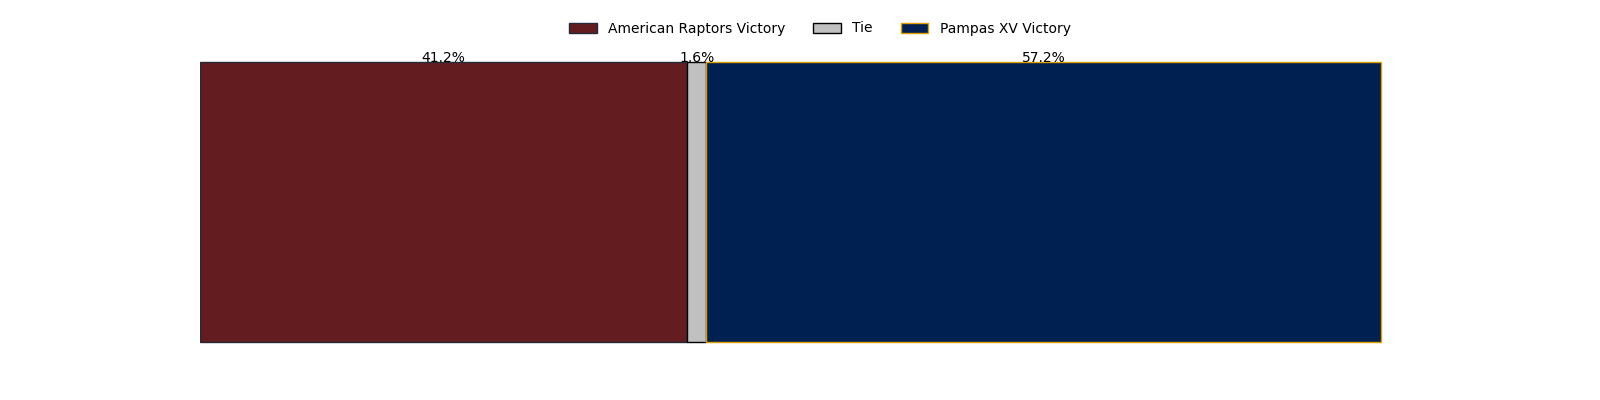 American Raptors Victory Tie Pampas XV Victory
41.2% 1.6% 57.2%